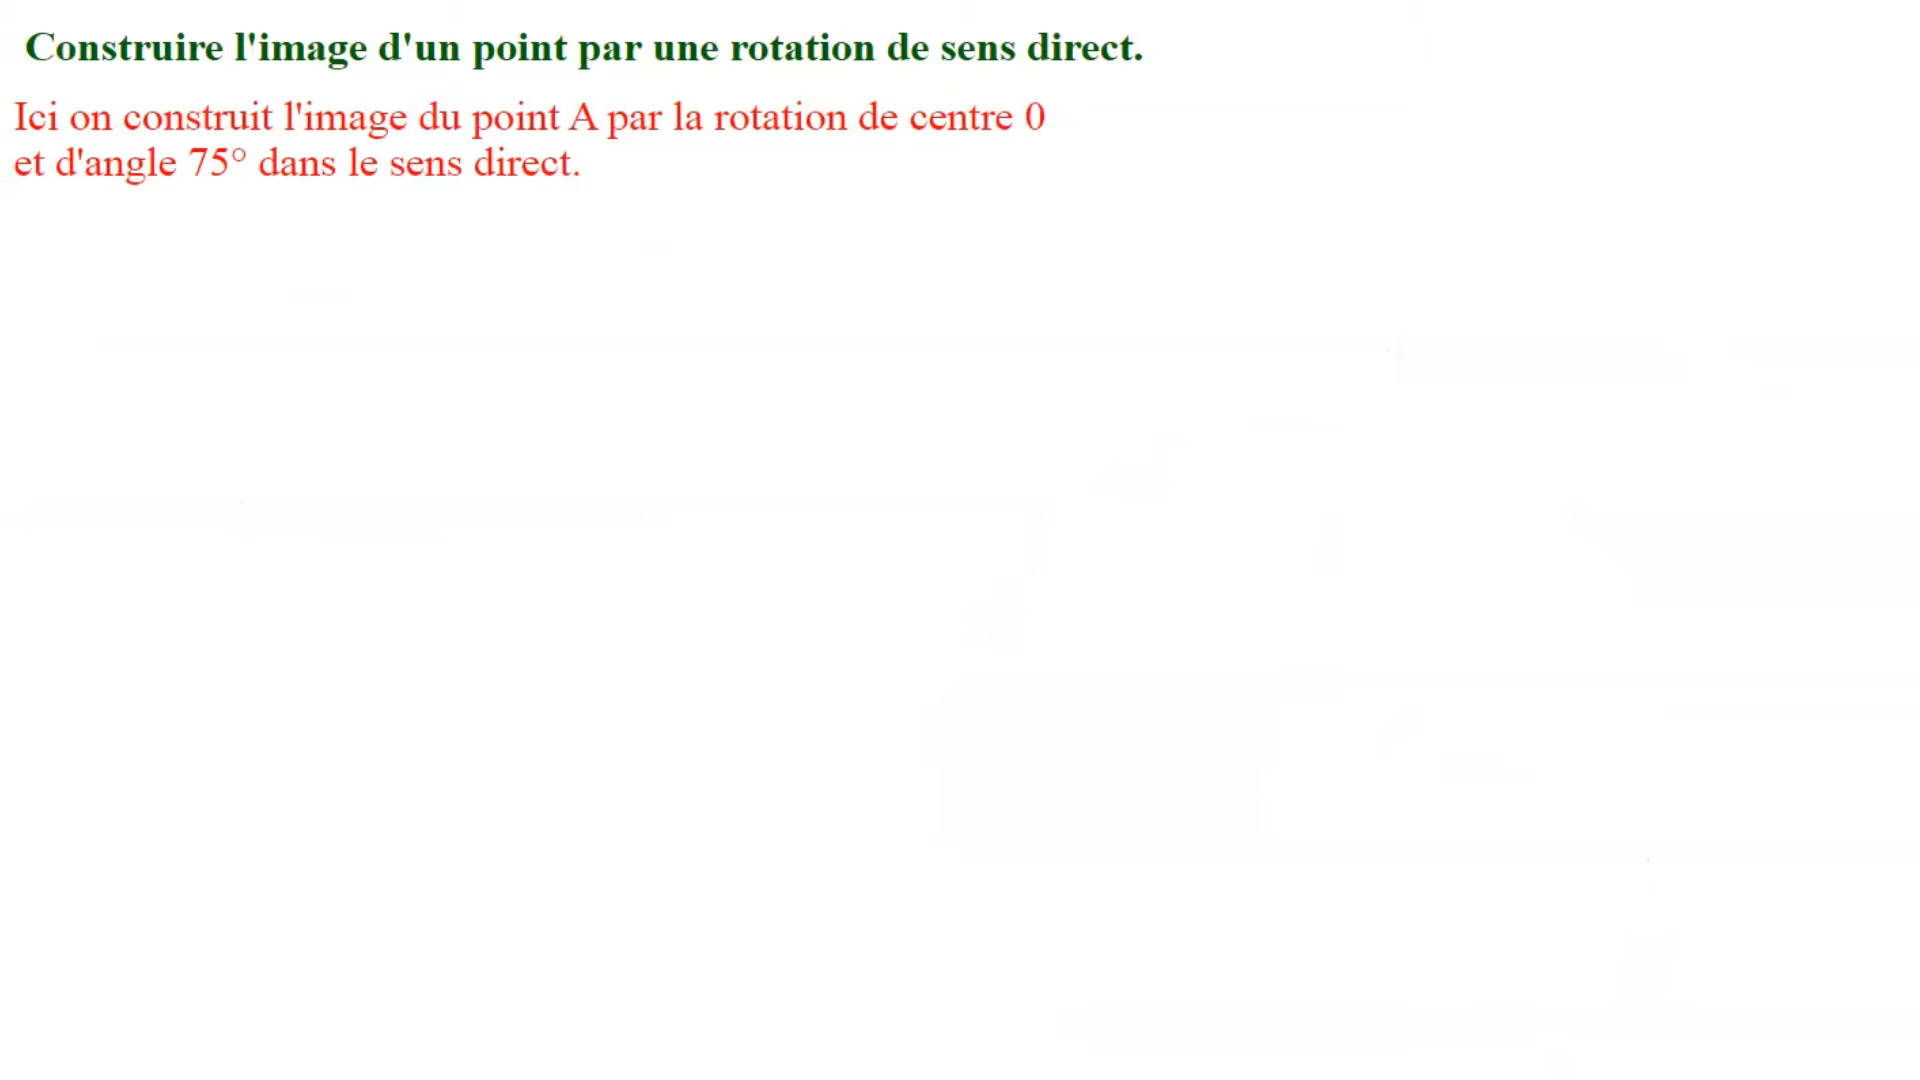 Construire l'image d'un point par une rotation de sens direct.
Ici on construit l'image du point A par la rotation de centre 0
et d'angle 75° dans le sens direct.